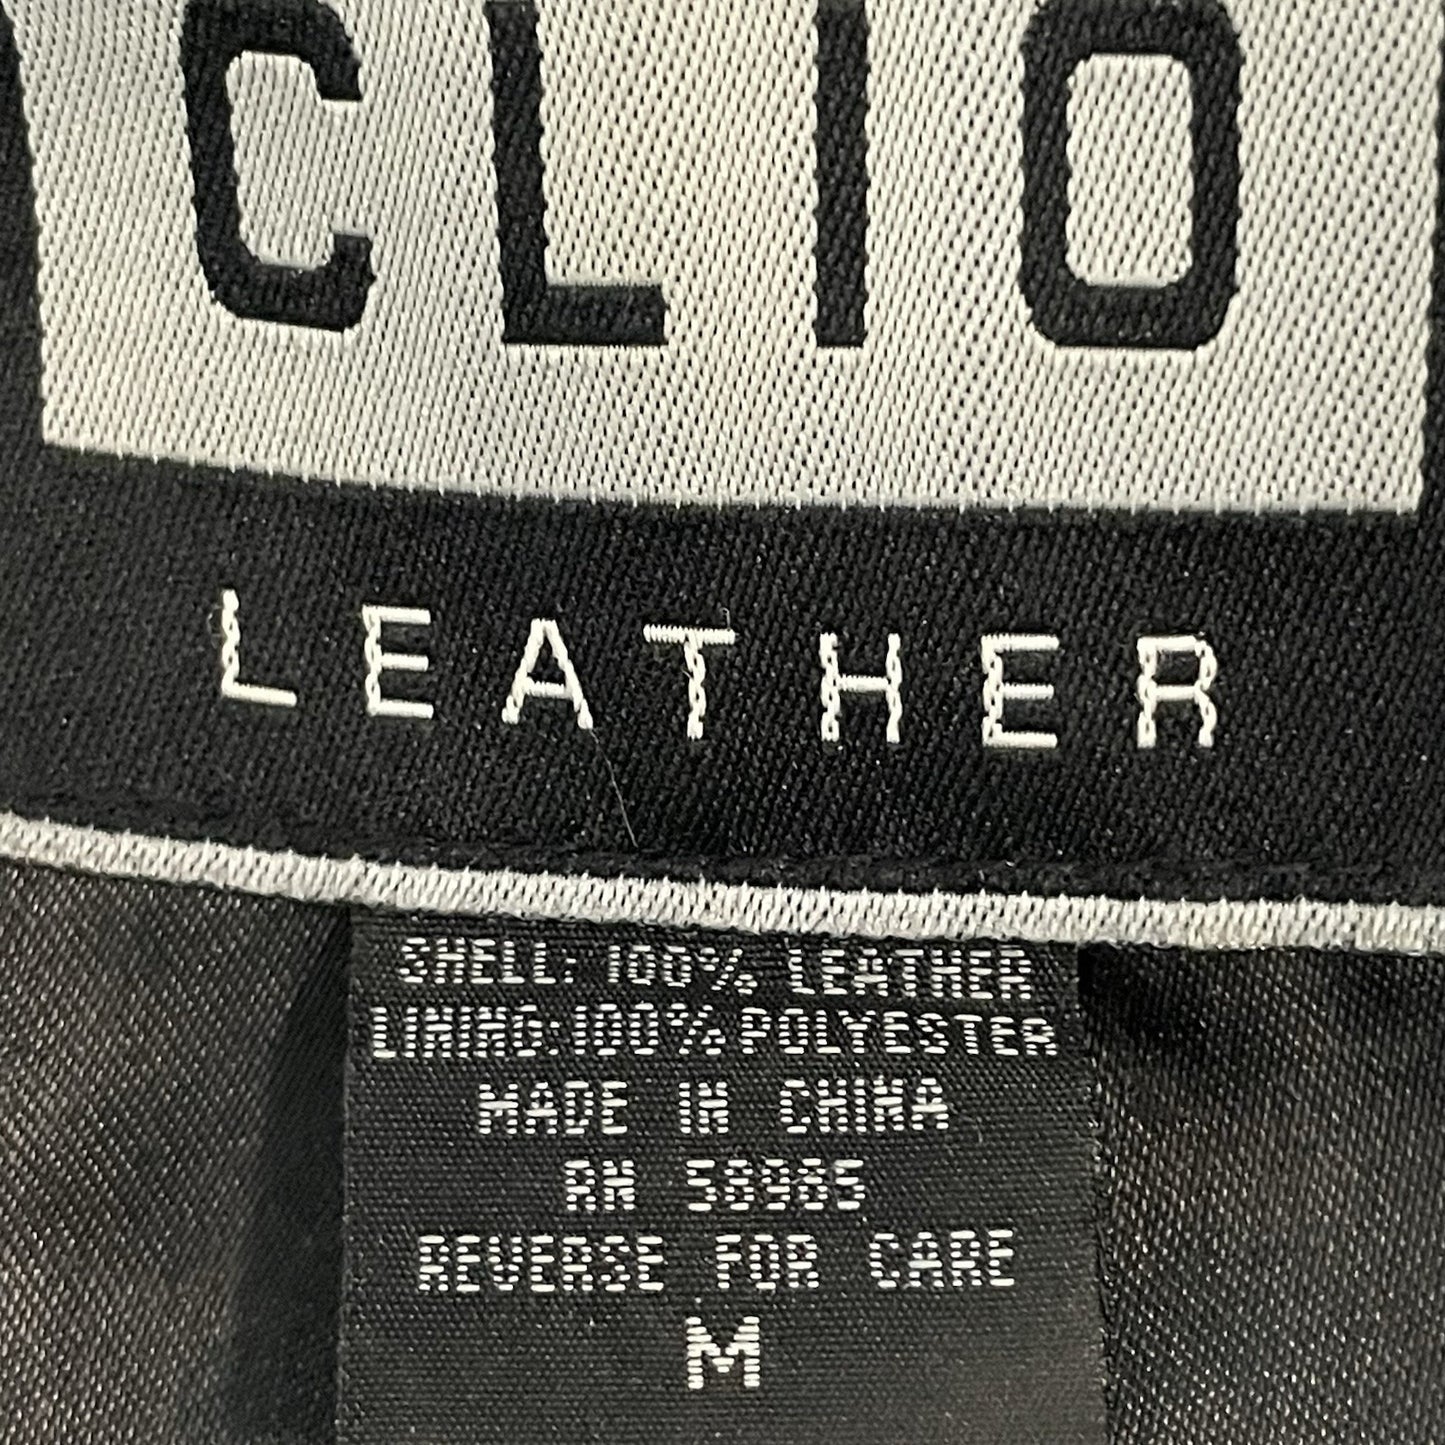 CLIO
LEATHER
SHELL: 100% LEATHER
LINING: 100% POLYESTER
MADE IN CHINA
RN 58985
REVERSE FOR CARE
M